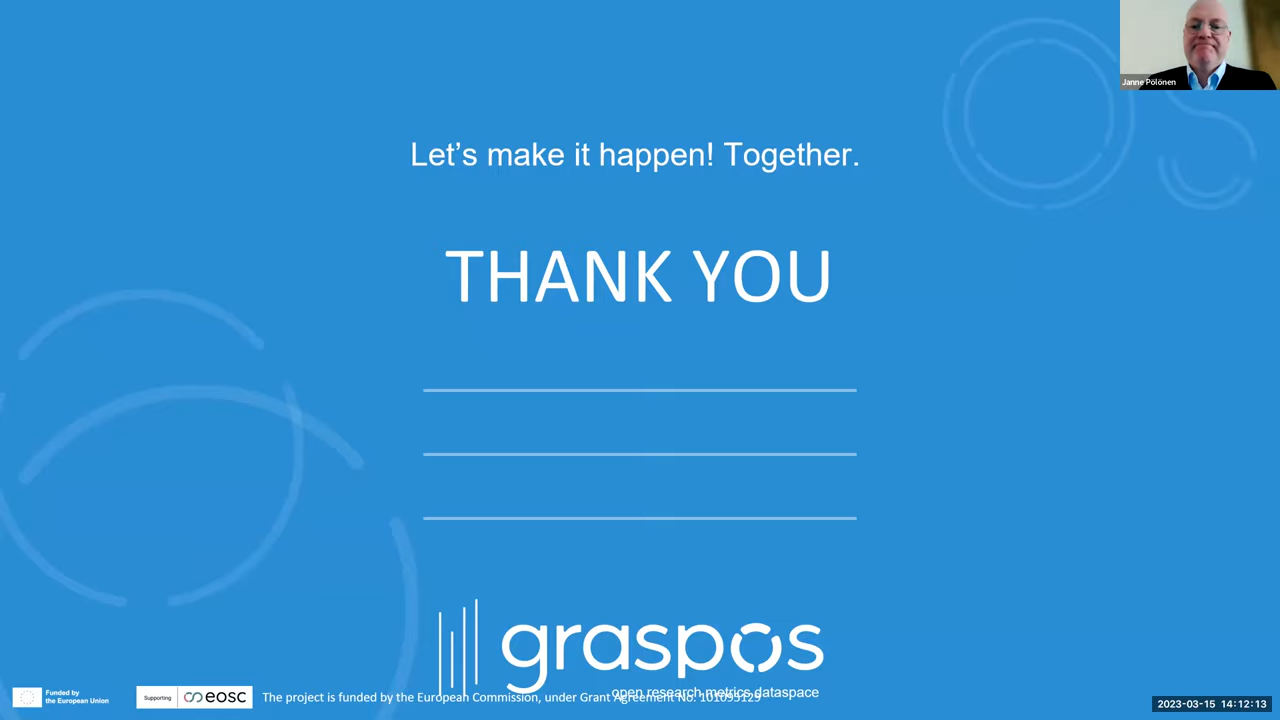 Janne Pölönen
Let's make it happen! Together.
THANK YOU
graspos
open research metrics dataspace
Funded by
the European Union
Supporting
eosc
The project is funded by the European Commission, under Grant Agreement No. 101095129
2023-03-15 14:12:13